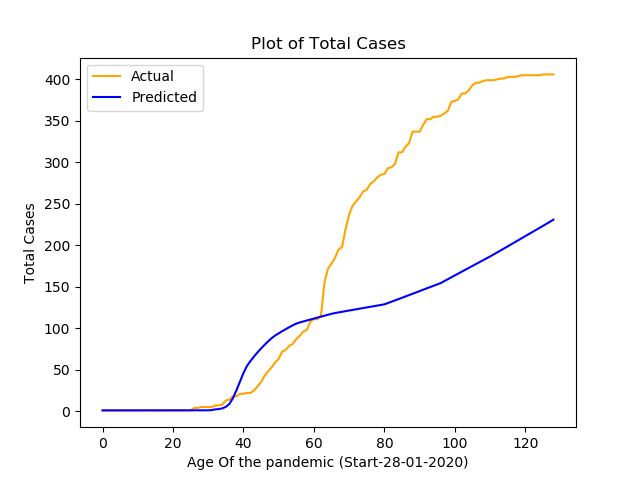 Plot of Total Cases
Actual
Predicted
400
350
300
250
200
150
100
50
0
Total Cases
0 20 40 60 80 100 120
Age Of the pandemic (Start-28-01-2020)